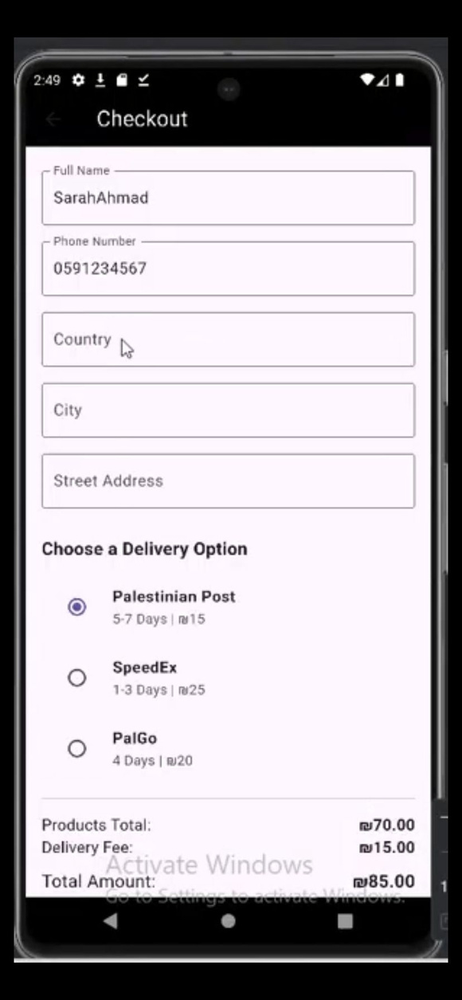 2:49
Checkout
Full Name
SarahAhmad
Phone Number
0591234567
Country
City
Street Address
Choose a Delivery Option
Palestinian Post
5-7 Days | ₪15
SpeedEx
1-3 Days | ₪25
PalGo
4 Days | ₪20
Products Total: ₪70.00
Delivery Fee: ₪15.00
Activate Windows
Total Amount: ₪85.00
Go to Settings to activate Windows.
1